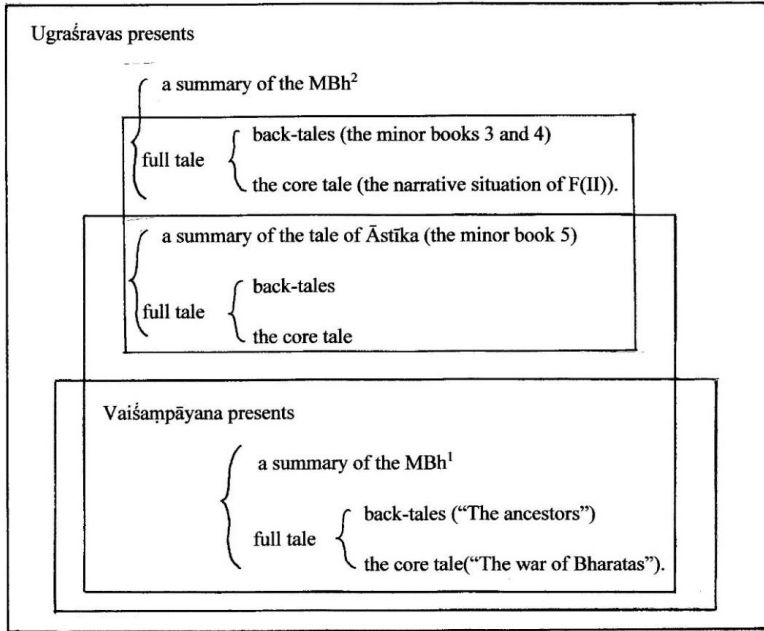 Ugraśravas presents
a summary of the MBh²
back-tales (the minor books 3 and 4)
full tale
the core tale (the narrative situation of F(II)).
a summary of the tale of Āstīka (the minor book 5)
back-tales
full tale
the core tale
Vaiśaṃpāyana presents
a summary of the MBh¹
back-tales (“The ancestors”)
full tale
the core tale(“The war of Bharatas”).